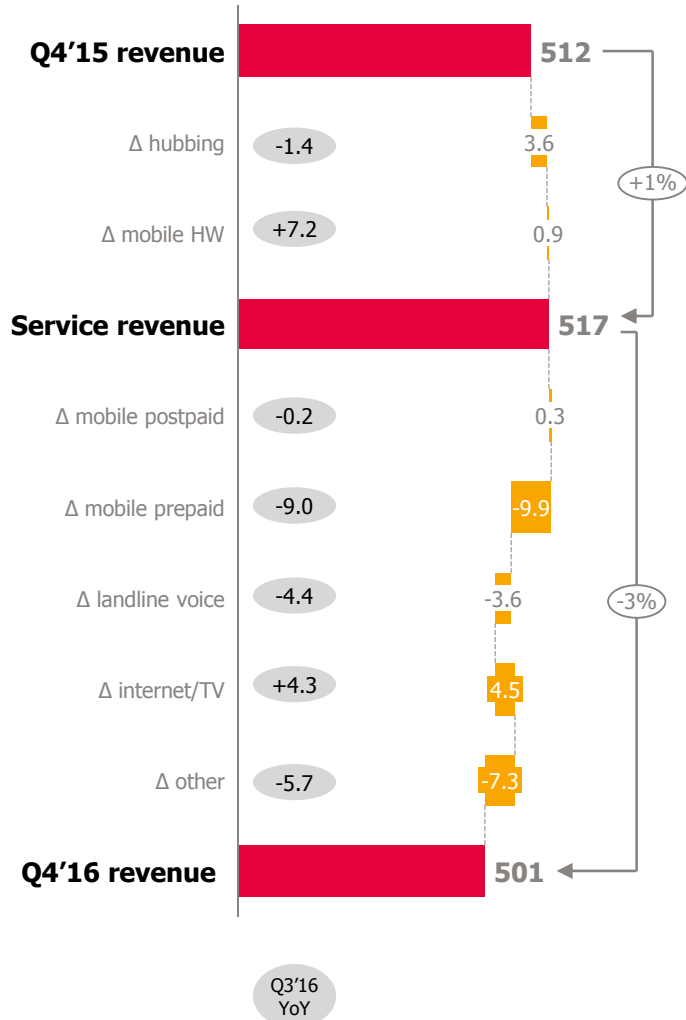 Q4’15 revenue 512
Δ hubbing -1.4 3.6
+1%
Δ mobile HW +7.2 0.9
Service revenue 517
Δ mobile postpaid -0.2 0.3
Δ mobile prepaid -9.0 -9.9
Δ landline voice -4.4 -3.6 -3%
Δ internet/TV +4.3 4.5
Δ other -5.7 -7.3
Q4’16 revenue 501
Q3’16
YoY